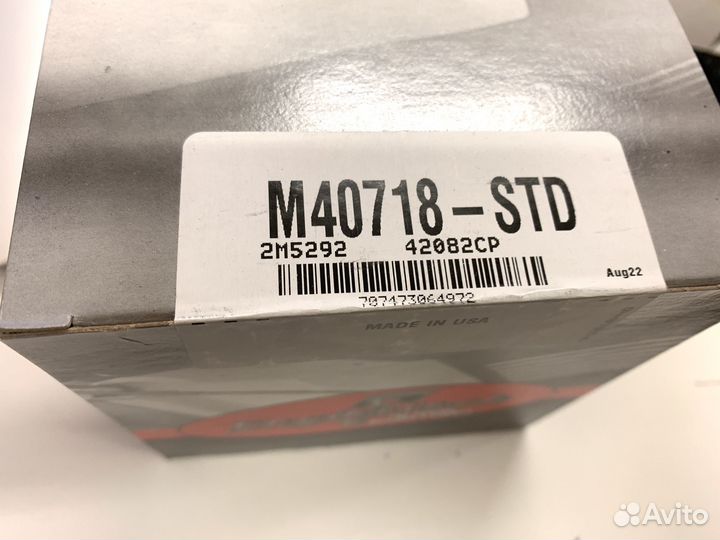 M40718-STD
2M5292 42082CP
Aug22
707473064972
MADE IN USA
Avito